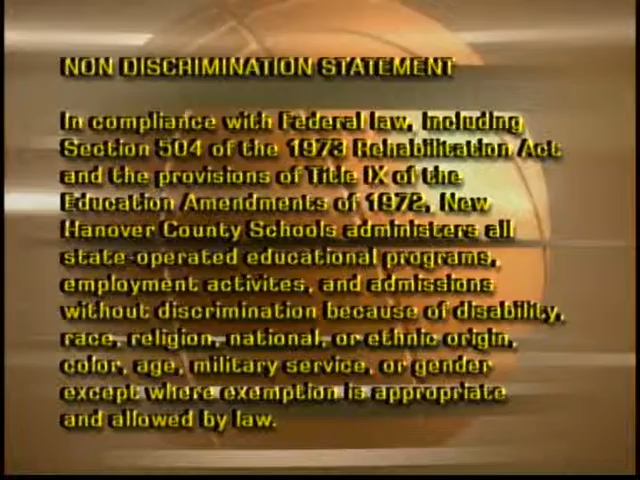 NON DISCRIMINATION STATEMENT
In compliance with Federal law, including
Section 504 of the 1973 Rehabilitation Act
and the provisions of Title IX of the
Education Amendments of 1972, New
Hanover County Schools administers all
state-operated educational programs,
employment activites, and admissions
without discrimination because of disability,
race, religion, national, or ethnic origin,
color, age, military service, or gender
except where exemption is appropriate
and allowed by law.